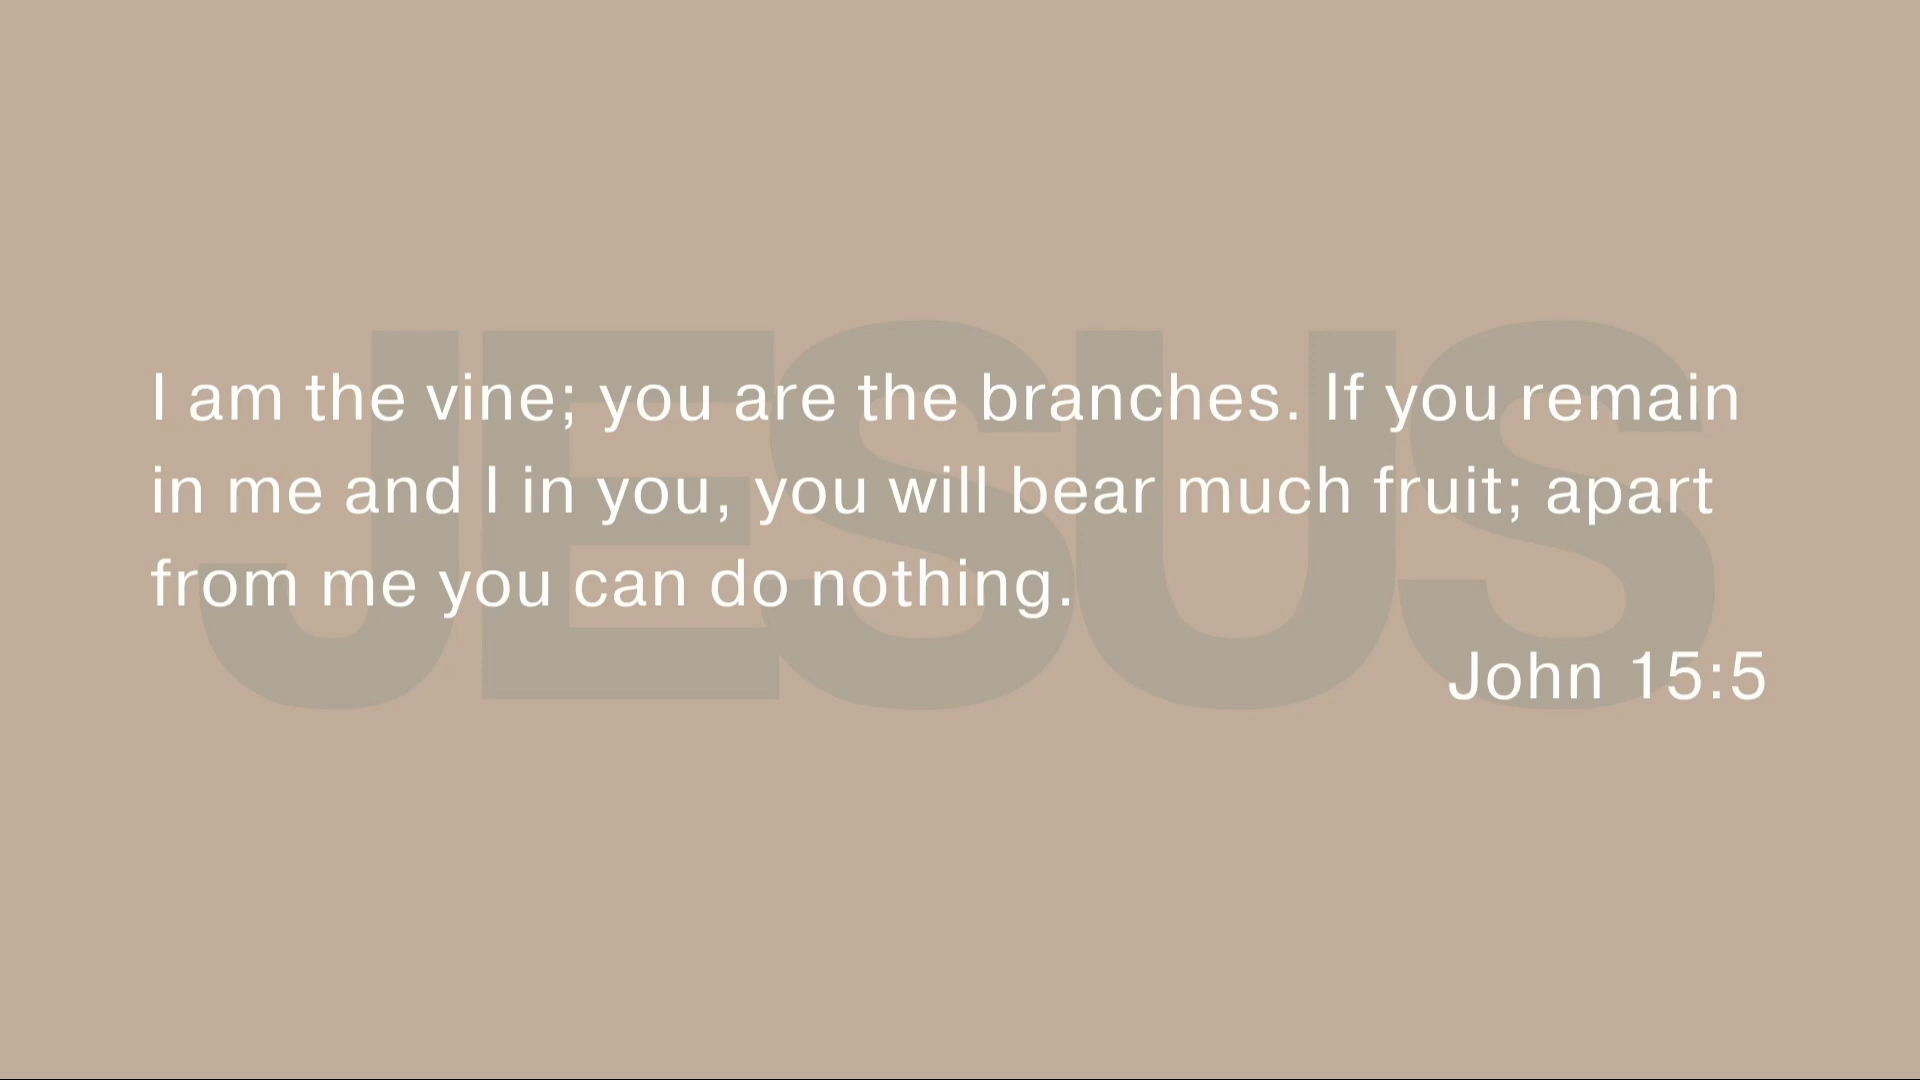 JESUS
I am the vine; you are the branches. If you remain
in me and I in you, you will bear much fruit; apart
from me you can do nothing.
John 15:5